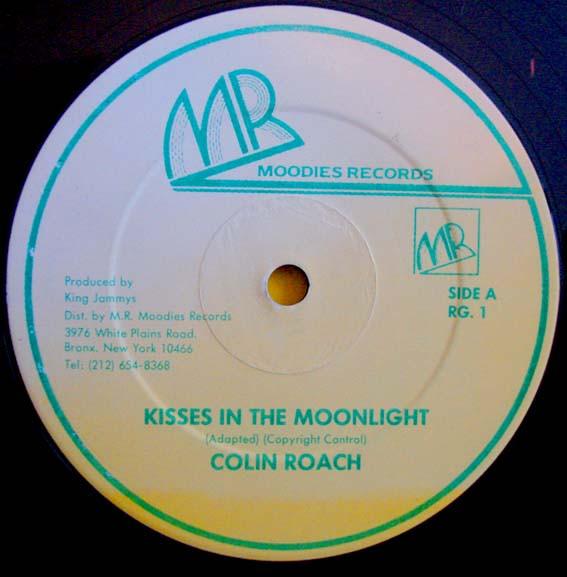 MR
MOODIES RECORDS
MR
SIDE A
RG. 1
Produced by
King Jammys
Dist. by M.R. Moodies Records
3976 White Plains Road.
Bronx. New York 10466
Tel: (212) 654-8368
KISSES IN THE MOONLIGHT
(Adapted) (Copyright Control)
COLIN ROACH